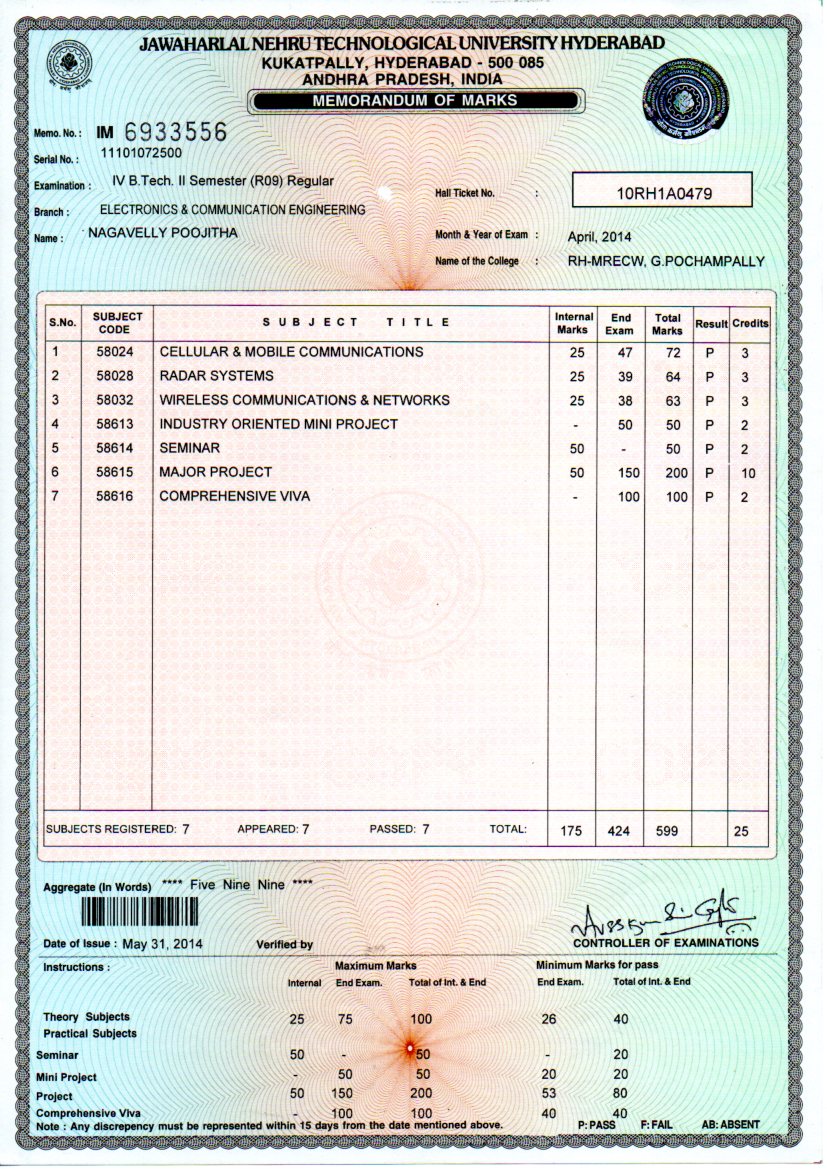 JAWAHARLAL NEHRU TECHNOLOGICAL UNIVERSITY HYDERABAD
KUKATPALLY, HYDERABAD - 500 085
ANDHRA PRADESH, INDIA
MEMORANDUM OF MARKS
Memo. No. : IM 6933556
Serial No. : 11101072500
Examination : IV B.Tech. II Semester (R09) Regular
Hall Ticket No. : 10RH1A0479
Branch : ELECTRONICS & COMMUNICATION ENGINEERING
Name : NAGAVELLY POOJITHA
Month & Year of Exam : April, 2014
Name of the College : RH-MRECW, G.POCHAMPALLY
S.No. SUBJECT CODE SUBJECT TITLE Internal Marks End Exam Total Marks Result Credits
1 58024 CELLULAR & MOBILE COMMUNICATIONS 25 47 72 P 3
2 58028 RADAR SYSTEMS 25 39 64 P 3
3 58032 WIRELESS COMMUNICATIONS & NETWORKS 25 38 63 P 3
4 58613 INDUSTRY ORIENTED MINI PROJECT - 50 50 P 2
5 58614 SEMINAR 50 - 50 P 2
6 58615 MAJOR PROJECT 50 150 200 P 10
7 58616 COMPREHENSIVE VIVA - 100 100 P 2
SUBJECTS REGISTERED: 7 APPEARED: 7 PASSED: 7 TOTAL: 175 424 599 25
Aggregate (In Words) **** Five Nine Nine ****
Date of Issue : May 31, 2014 Verified by CONTROLLER OF EXAMINATIONS
Instructions : Maximum Marks Minimum Marks for pass
Internal End Exam. Total of Int. & End End Exam. Total of Int. & End
Theory Subjects 25 75 100 26 40
Practical Subjects
Seminar 50 - 50 - 20
Mini Project - 50 50 20 20
Project 50 150 200 53 80
Comprehensive Viva - 100 100 40 40
Note : Any discrepancy must be represented within 15 days from the date mentioned above. P: PASS F: FAIL AB: ABSENT